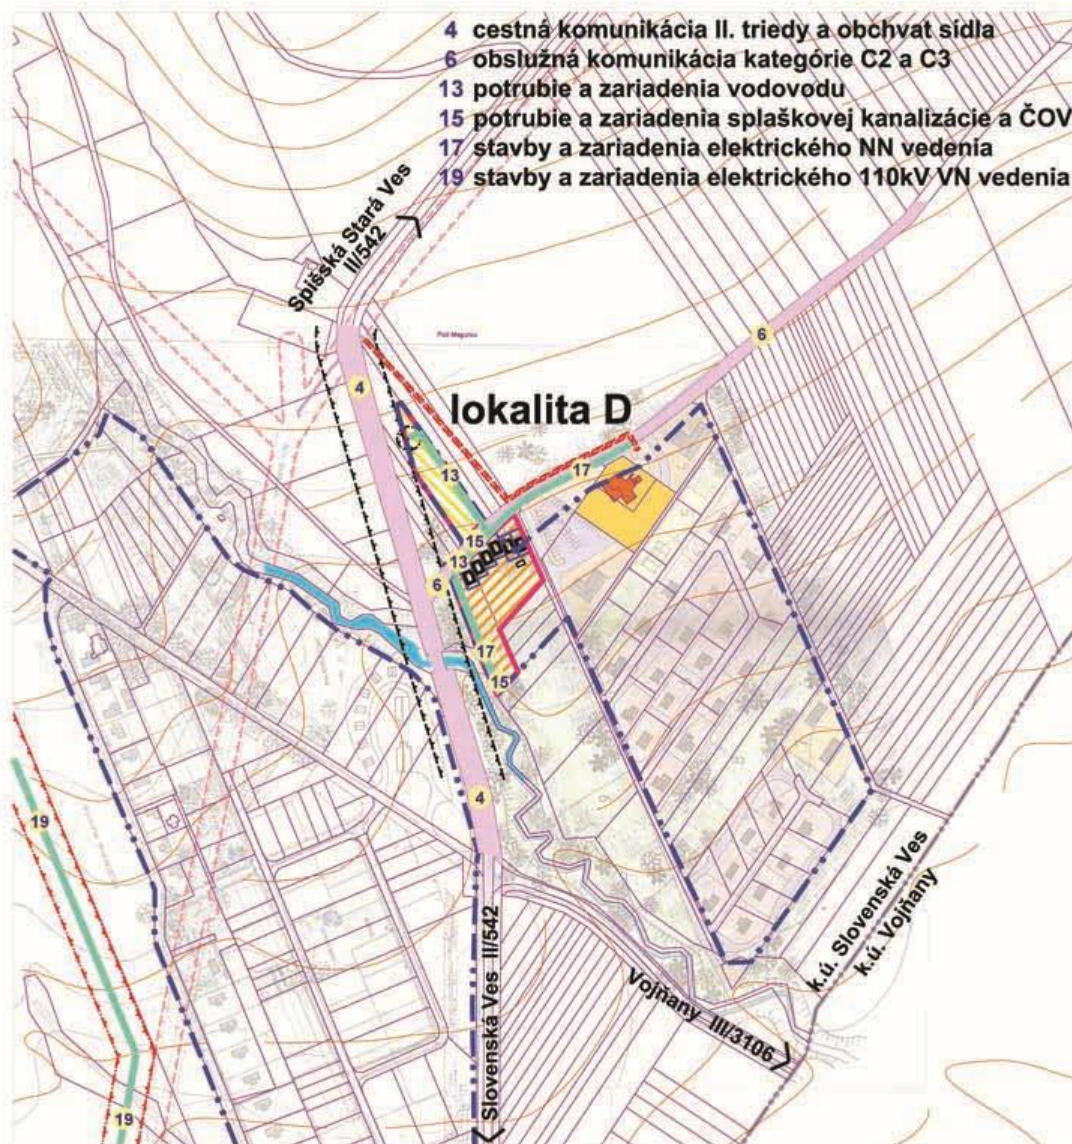 4 cestná komunikácia II. triedy a obchvat sídla
6 obslužná komunikácia kategórie C2 a C3
13 potrubie a zariadenia vodovodu
15 potrubie a zariadenia splaškovej kanalizácie a ČOV
17 stavby a zariadenia elektrického NN vedenia
19 stavby a zariadenia elektrického 110kV VN vedenia
Spišská Stará Ves
II/542
Pod Magurou
6
4
lokalita D
13
17
15
13
6
17
15
4
19
k.ú. Slovenská Ves
k.ú. Vojňany
Slovenská Ves II/542
Vojňany III/3106
19